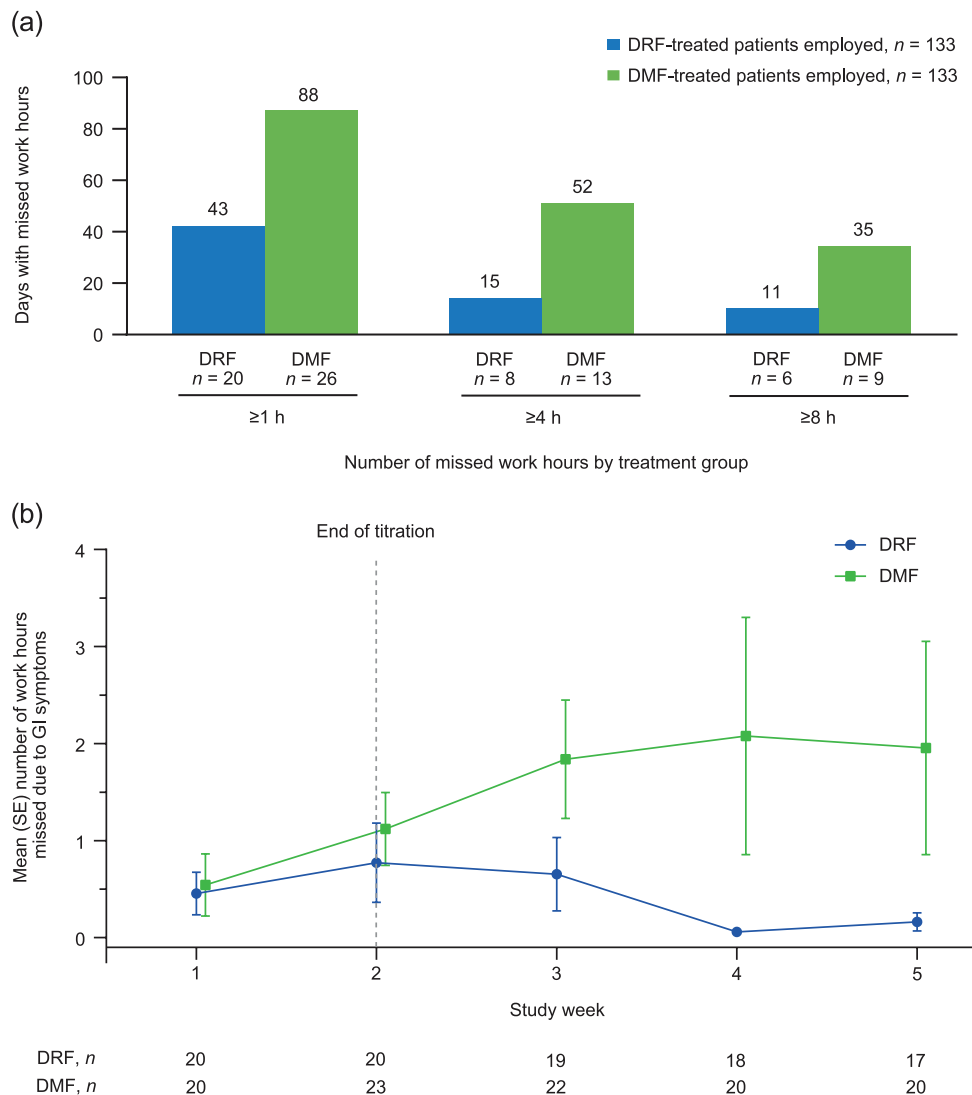 (a)
DRF-treated patients employed, n = 133
DMF-treated patients employed, n = 133
Days with missed work hours
100
80
60
40
20
0
43
88
15
52
11
35
DRF DMF DRF DMF DRF DMF
n = 20 n = 26 n = 8 n = 13 n = 6 n = 9
≥1 h ≥4 h ≥8 h
Number of missed work hours by treatment group
(b)
End of titration
DRF
DMF
Mean (SE) number of work hours
missed due to GI symptoms
4
3
2
1
0
1 2 3 4 5
Study week
DRF, n 20 20 19 18 17
DMF, n 20 23 22 20 20